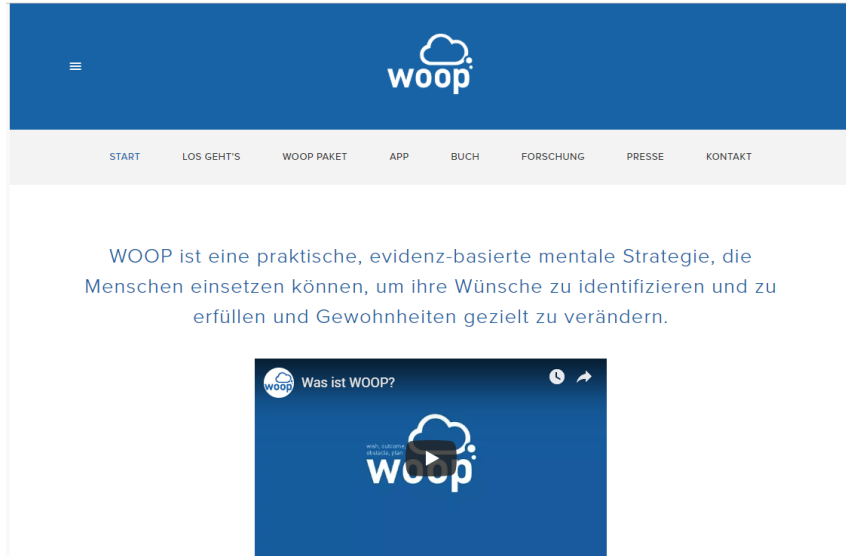 woop
START LOS GEHT'S WOOP PAKET APP BUCH FORSCHUNG PRESSE KONTAKT
WOOP ist eine praktische, evidenz-basierte mentale Strategie, die
Menschen einsetzen können, um ihre Wünsche zu identifizieren und zu
erfüllen und Gewohnheiten gezielt zu verändern.
woop Was ist WOOP?
wish, outcome,
obstacle, plan
woop